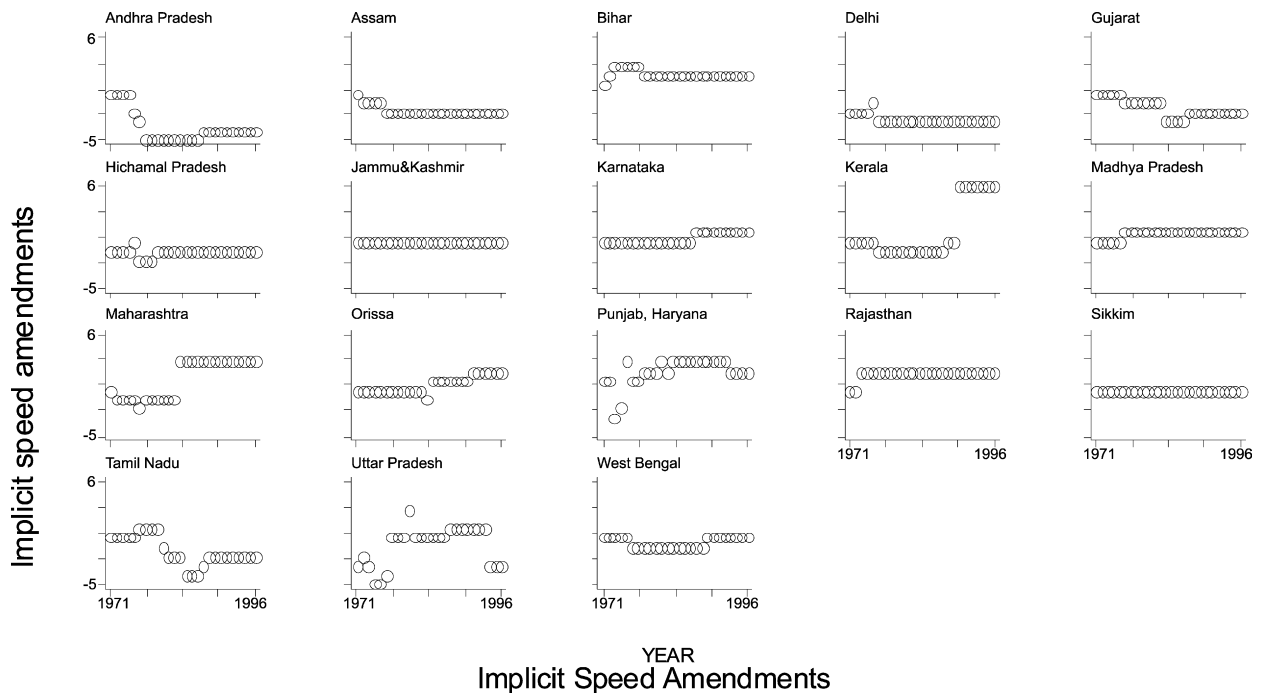 Andhra Pradesh
Assam
Bihar
Delhi
Gujarat
6
-5
Hichamal Pradesh
Jammu&Kashmir
Karnataka
Kerala
Madhya Pradesh
6
-5
Implicit speed amendments
Maharashtra
Orissa
Punjab, Haryana
Rajasthan
Sikkim
6
-5
1971 1996
1971 1996
Tamil Nadu
Uttar Pradesh
West Bengal
6
-5
1971 1996
1971 1996
1971 1996
YEAR
Implicit Speed Amendments